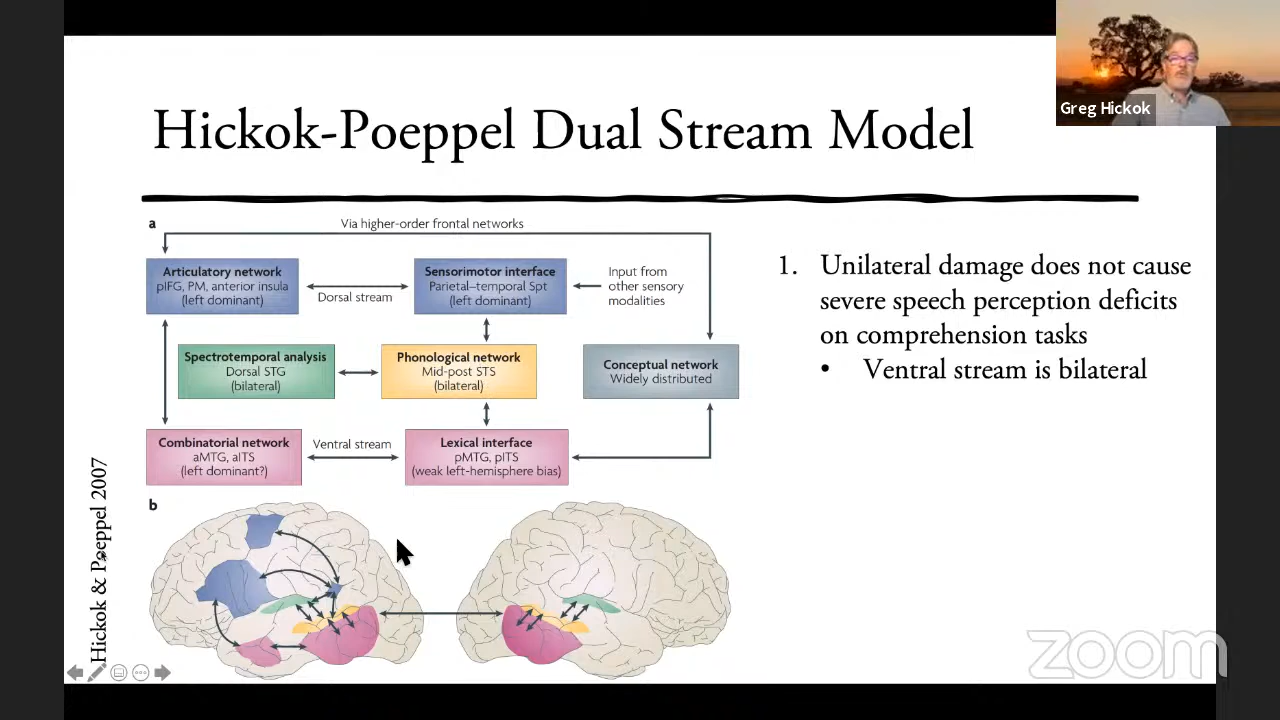 Greg Hickok
Hickok-Poeppel Dual Stream Model
a
Via higher-order frontal networks
Articulatory network
pIFG, PM, anterior insula
(left dominant)
Dorsal stream
Sensorimotor interface
Parietal–temporal Spt
(left dominant)
Input from
other sensory
modalities
Spectrotemporal analysis
Dorsal STG
(bilateral)
Phonological network
Mid-post STS
(bilateral)
Conceptual network
Widely distributed
Combinatorial network
aMTG, aITS
(left dominant?)
Ventral stream
Lexical interface
pMTG, pITS
(weak left-hemisphere bias)
b
Hickok & Poeppel 2007
1. Unilateral damage does not cause
severe speech perception deficits
on comprehension tasks
• Ventral stream is bilateral
zoom